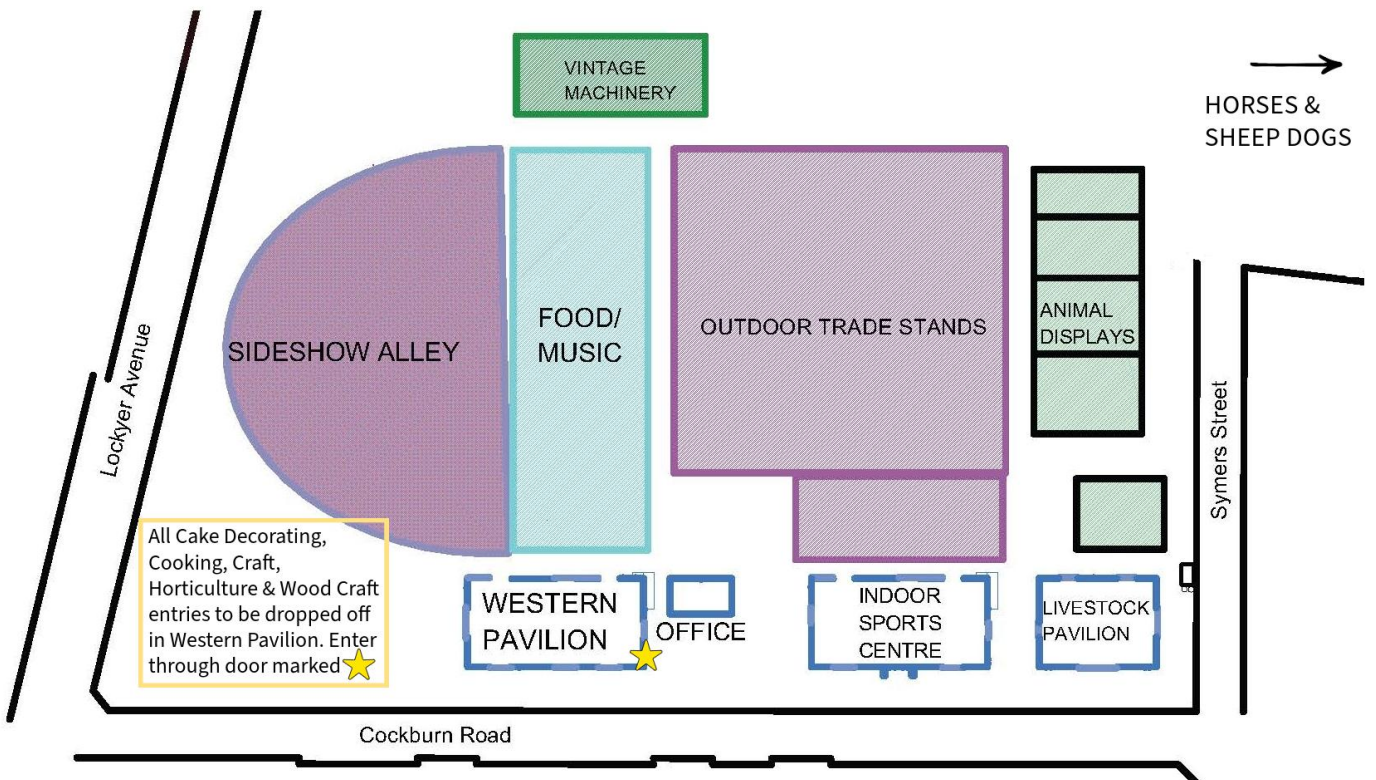 VINTAGE
MACHINERY
HORSES &
SHEEP DOGS
SIDESHOW ALLEY
FOOD/
MUSIC
OUTDOOR TRADE STANDS
ANIMAL
DISPLAYS
Lockyer Avenue
Symers Street
All Cake Decorating,
Cooking, Craft,
Horticulture & Wood Craft
entries to be dropped off
in Western Pavilion. Enter
through door marked
WESTERN
PAVILION
OFFICE
INDOOR
SPORTS
CENTRE
LIVESTOCK
PAVILION
Cockburn Road